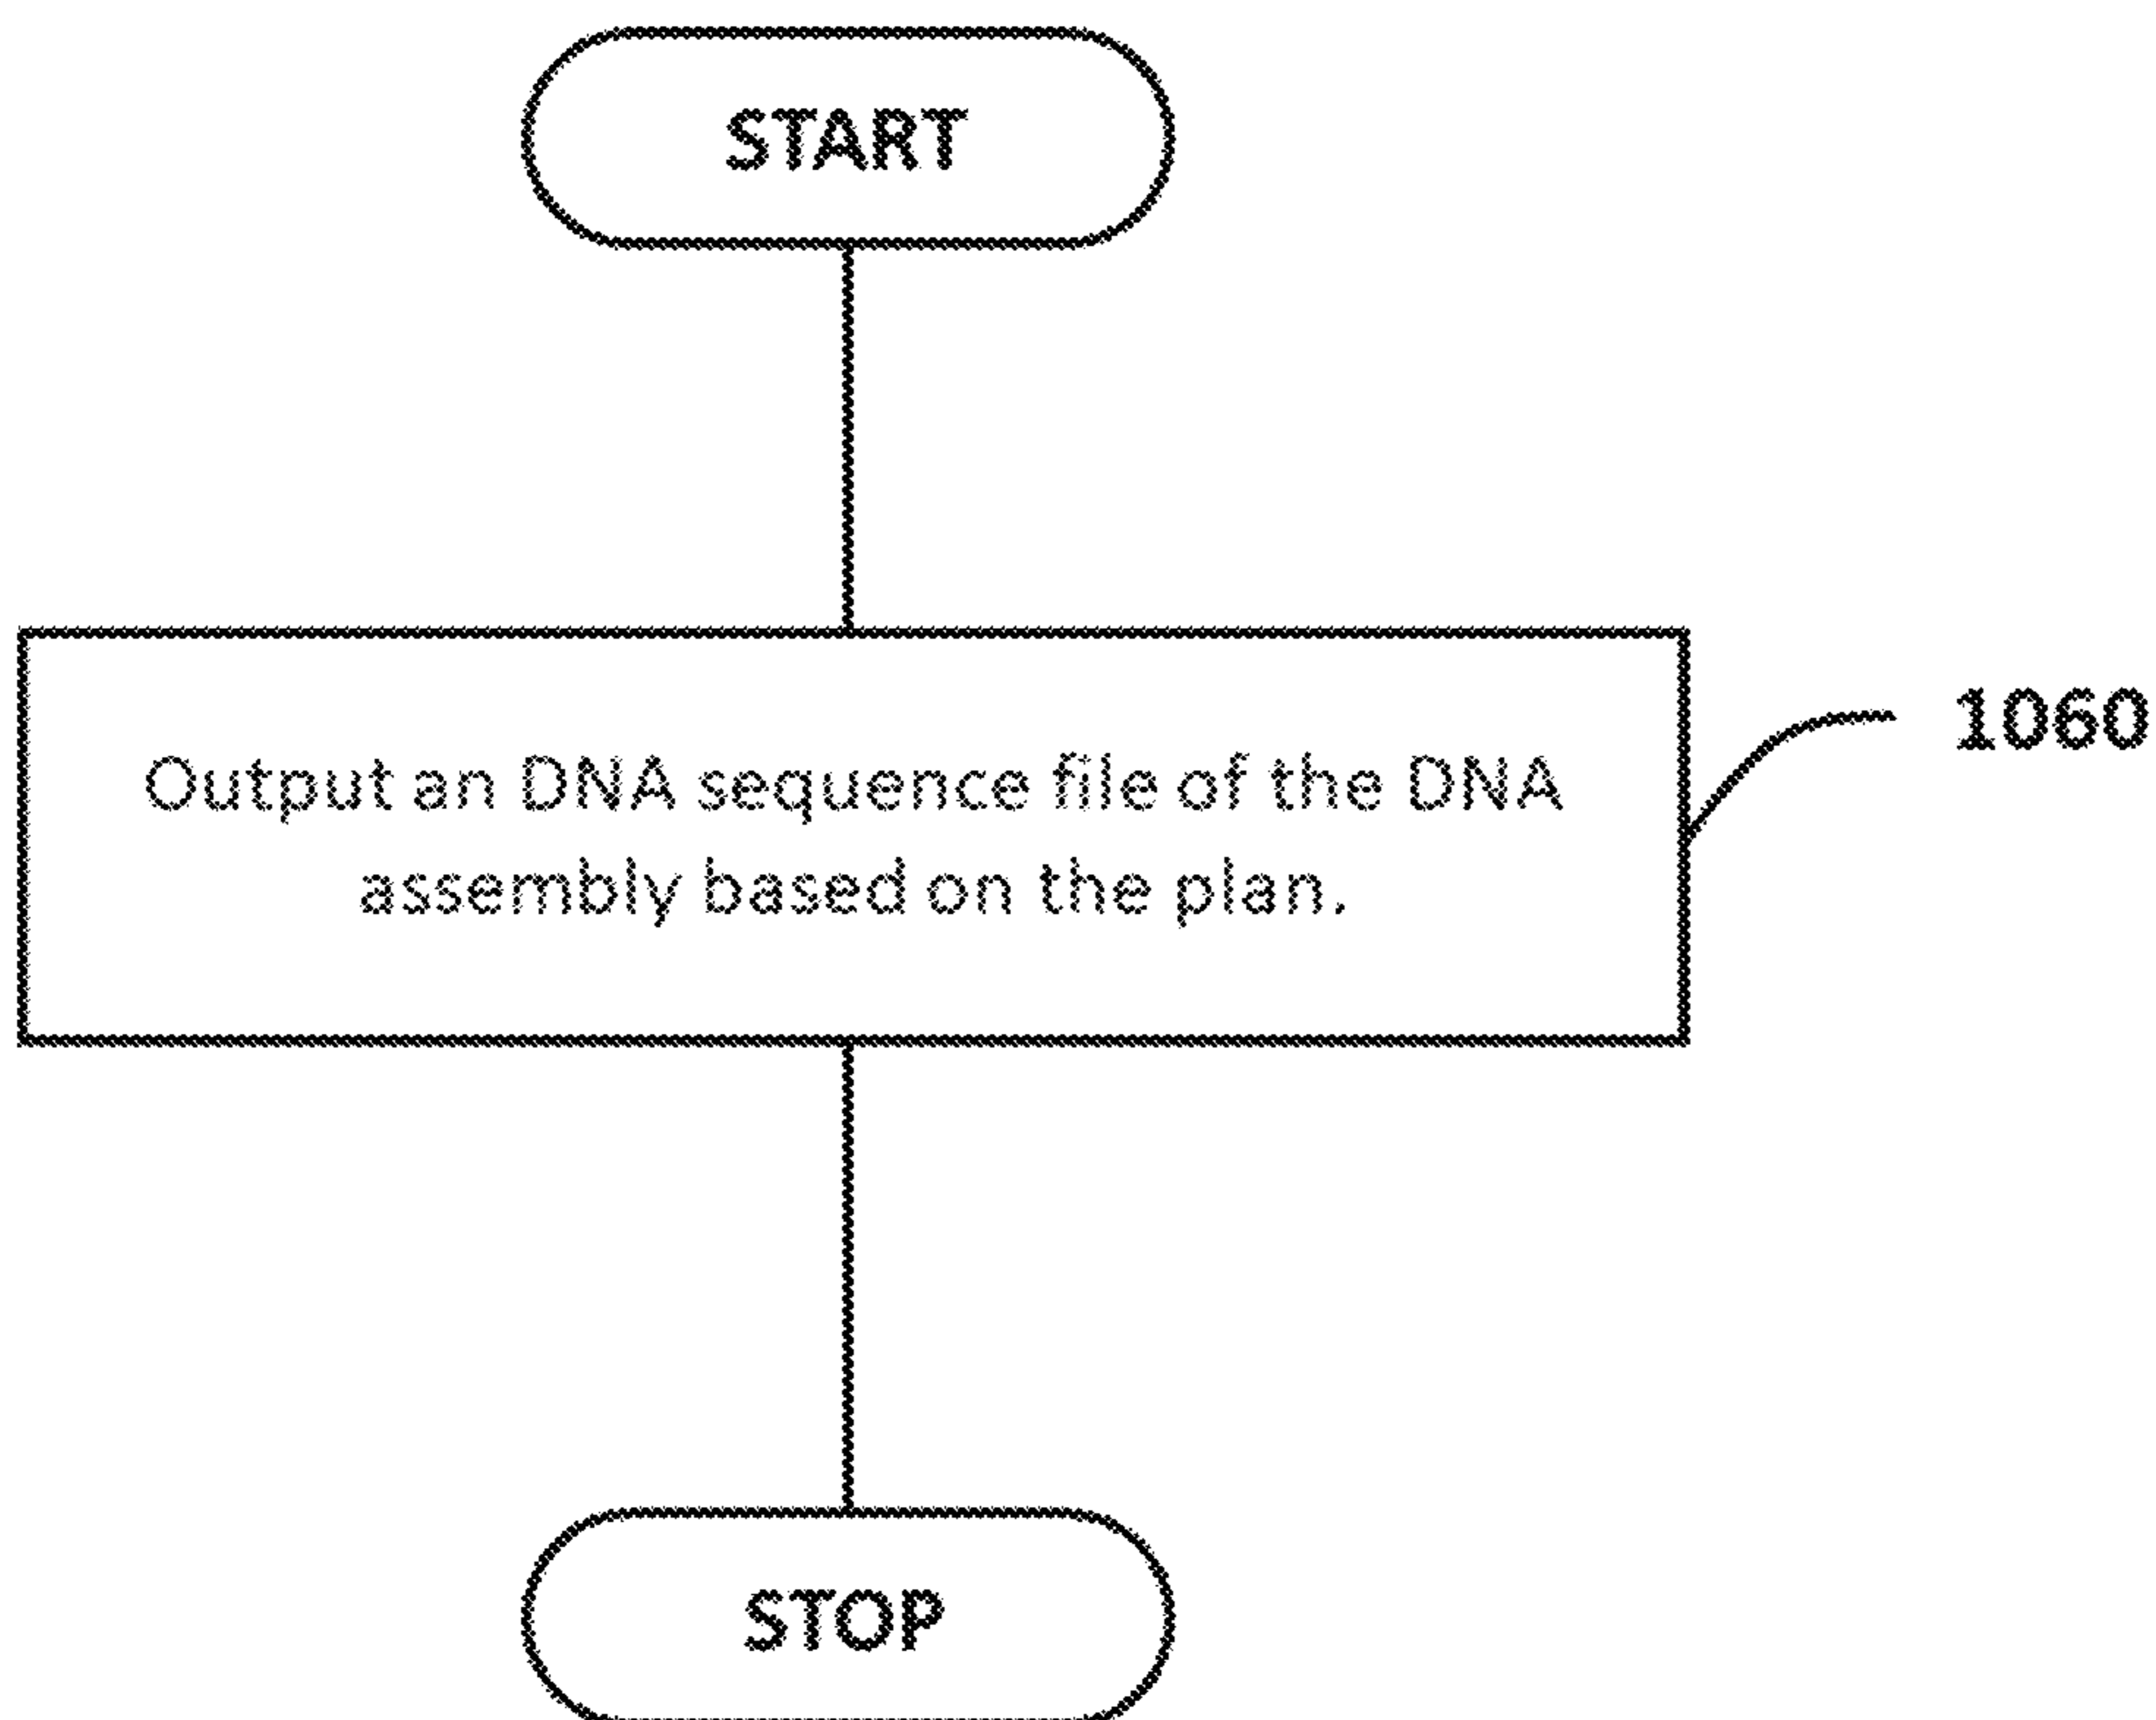 START
Output an DNA sequence file of the DNA
assembly based on the plan.
1060
STOP